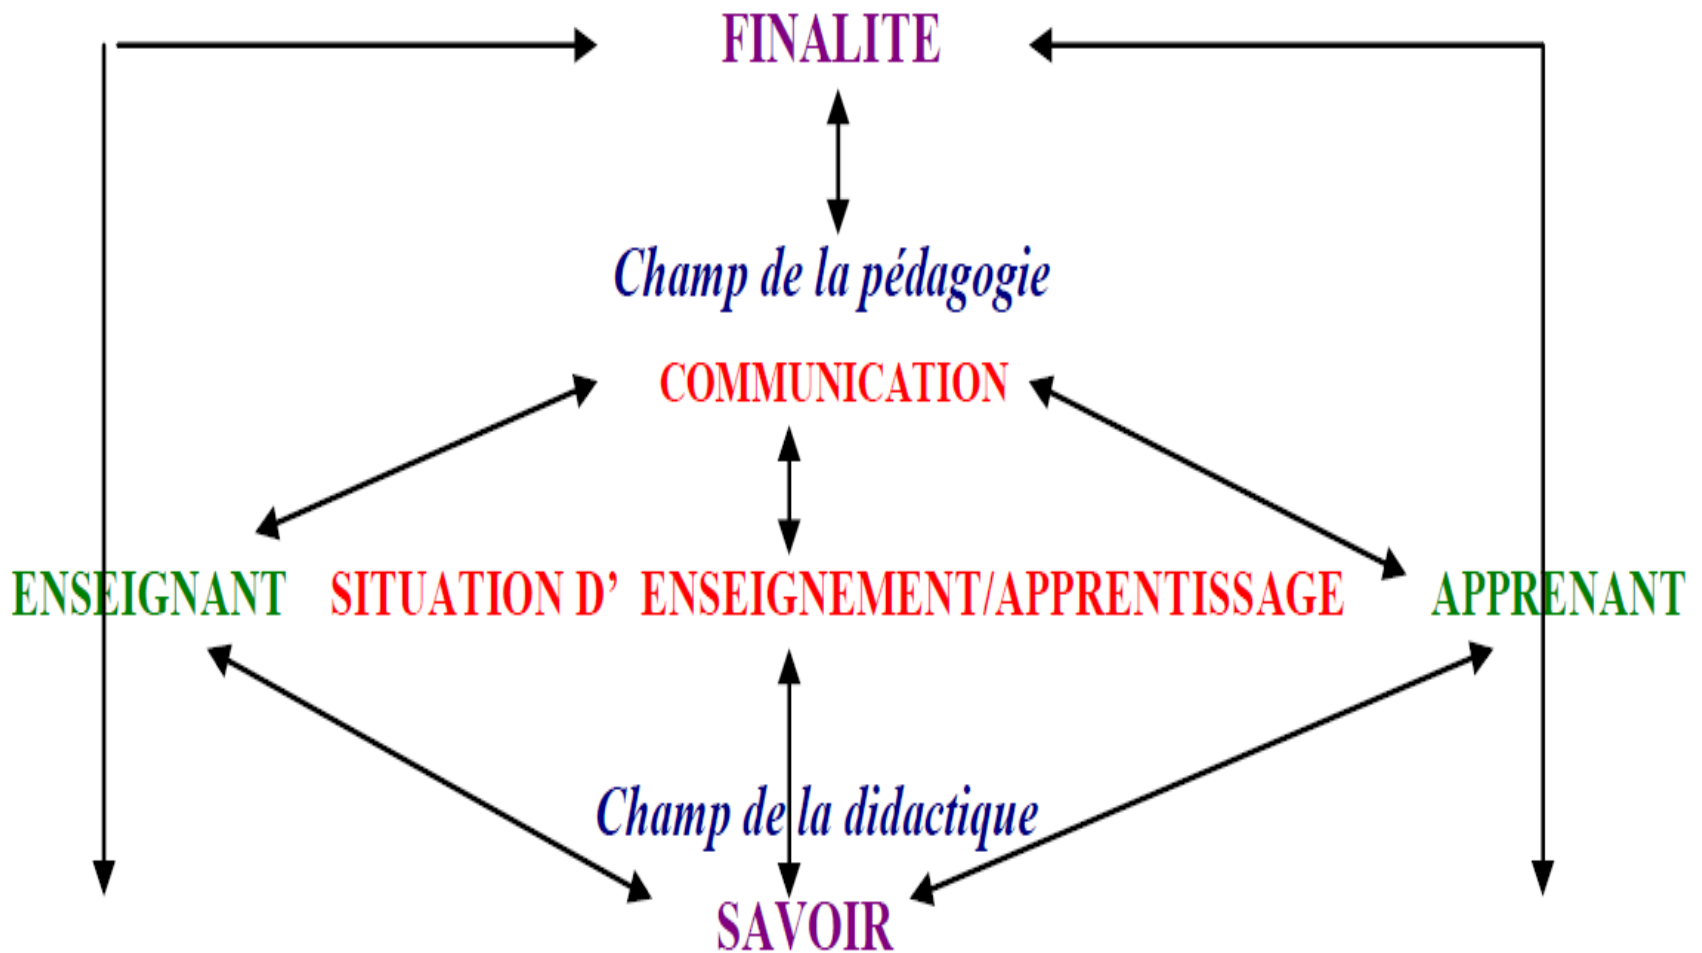 FINALITE
Champ de la pédagogie
COMMUNICATION
ENSEIGNANT SITUATION D’ ENSEIGNEMENT/APPRENTISSAGE APPRENANT
Champ de la didactique
SAVOIR